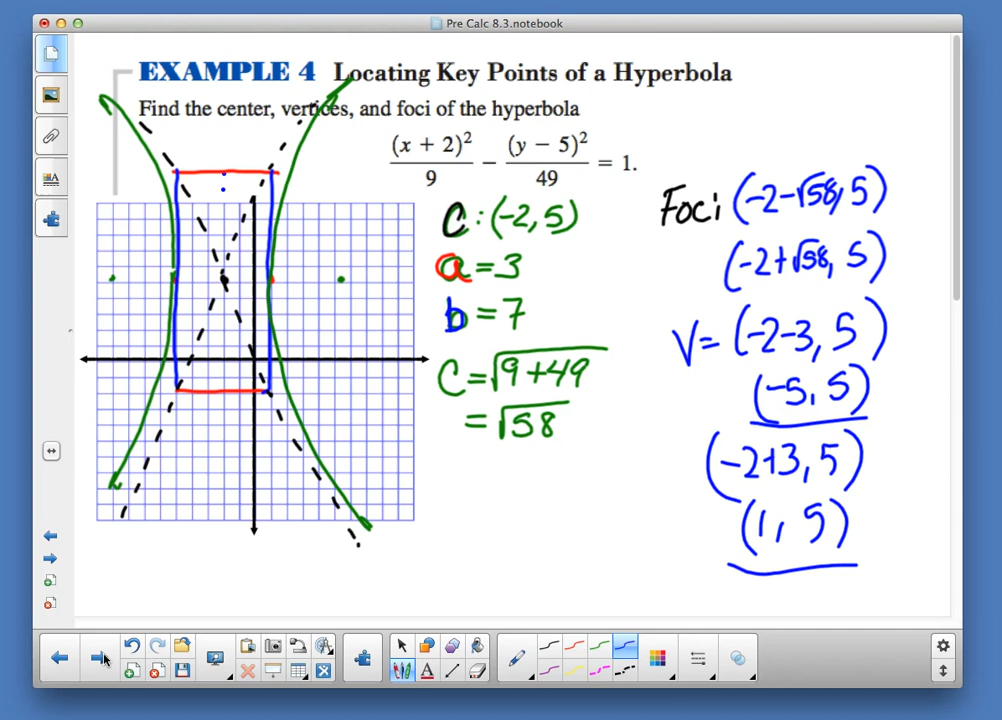 Pre Calc 8.3.notebook
EXAMPLE 4 Locating Key Points of a Hyperbola
Find the center, vertices, and foci of the hyperbola
(x + 2)²/9 − (y − 5)²/49 = 1.
C : (-2, 5)
a = 3
b = 7
C = √9+49
= √58
Foci (-2-√58, 5)
(-2+√58, 5)
V = (-2-3, 5)
(-5, 5)
(-2+3, 5)
(1, 5)
A